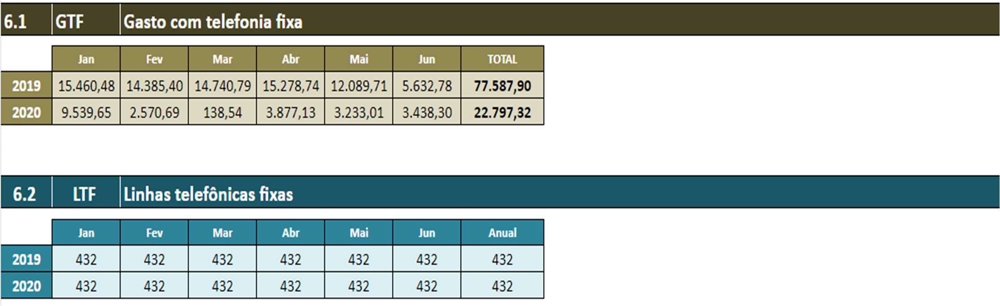 6.1 GTF Gasto com telefonia fixa
Jan Fev Mar Abr Mai Jun TOTAL
2019 15.460,48 14.385,40 14.740,79 15.278,74 12.089,71 5.632,78 77.587,90
2020 9.539,65 2.570,69 138,54 3.877,13 3.233,01 3.438,30 22.797,32
6.2 LTF Linhas telefônicas fixas
Jan Fev Mar Abr Mai Jun Anual
2019 432 432 432 432 432 432 432
2020 432 432 432 432 432 432 432